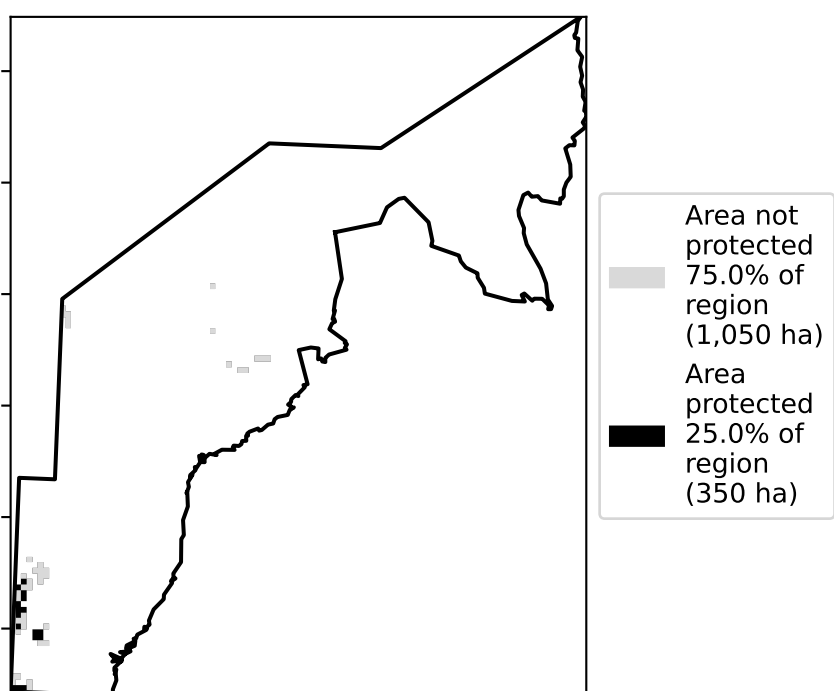 Area not
protected
75.0% of
region
(1,050 ha)
Area
protected
25.0% of
region
(350 ha)